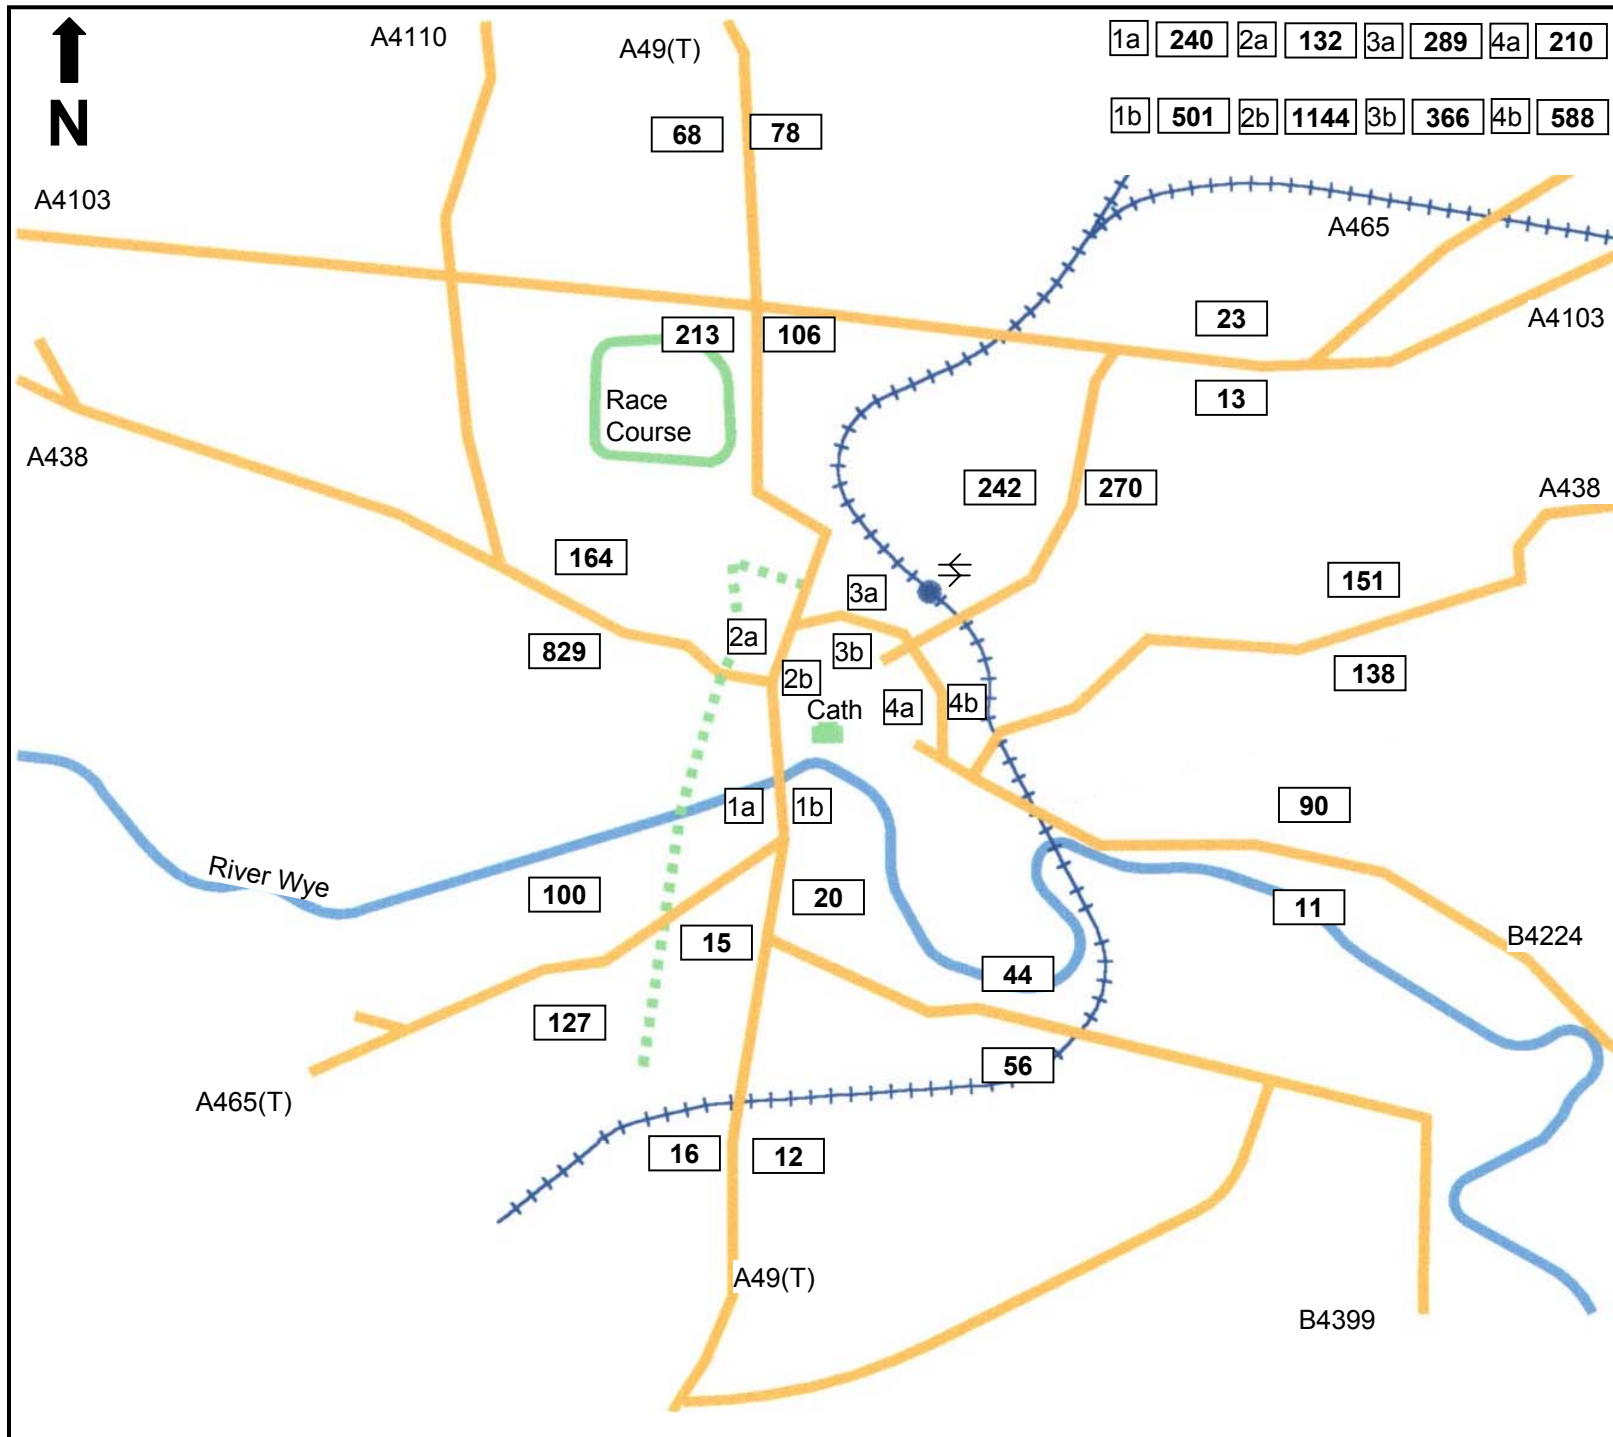 A4110
A49(T)
1a 240 2a 132 3a 289 4a 210
N
1b 501 2b 1144 3b 366 4b 588
68 78
A4103
A465
23
A4103
213 106
Race
Course
13
A438
242 270
A438
164
151
3a
2a
3b
829
2b
138
Cath
4a
4b
1a
1b
90
River Wye
100
20
11
15
B4224
44
127
56
A465(T)
16
12
A49(T)
B4399